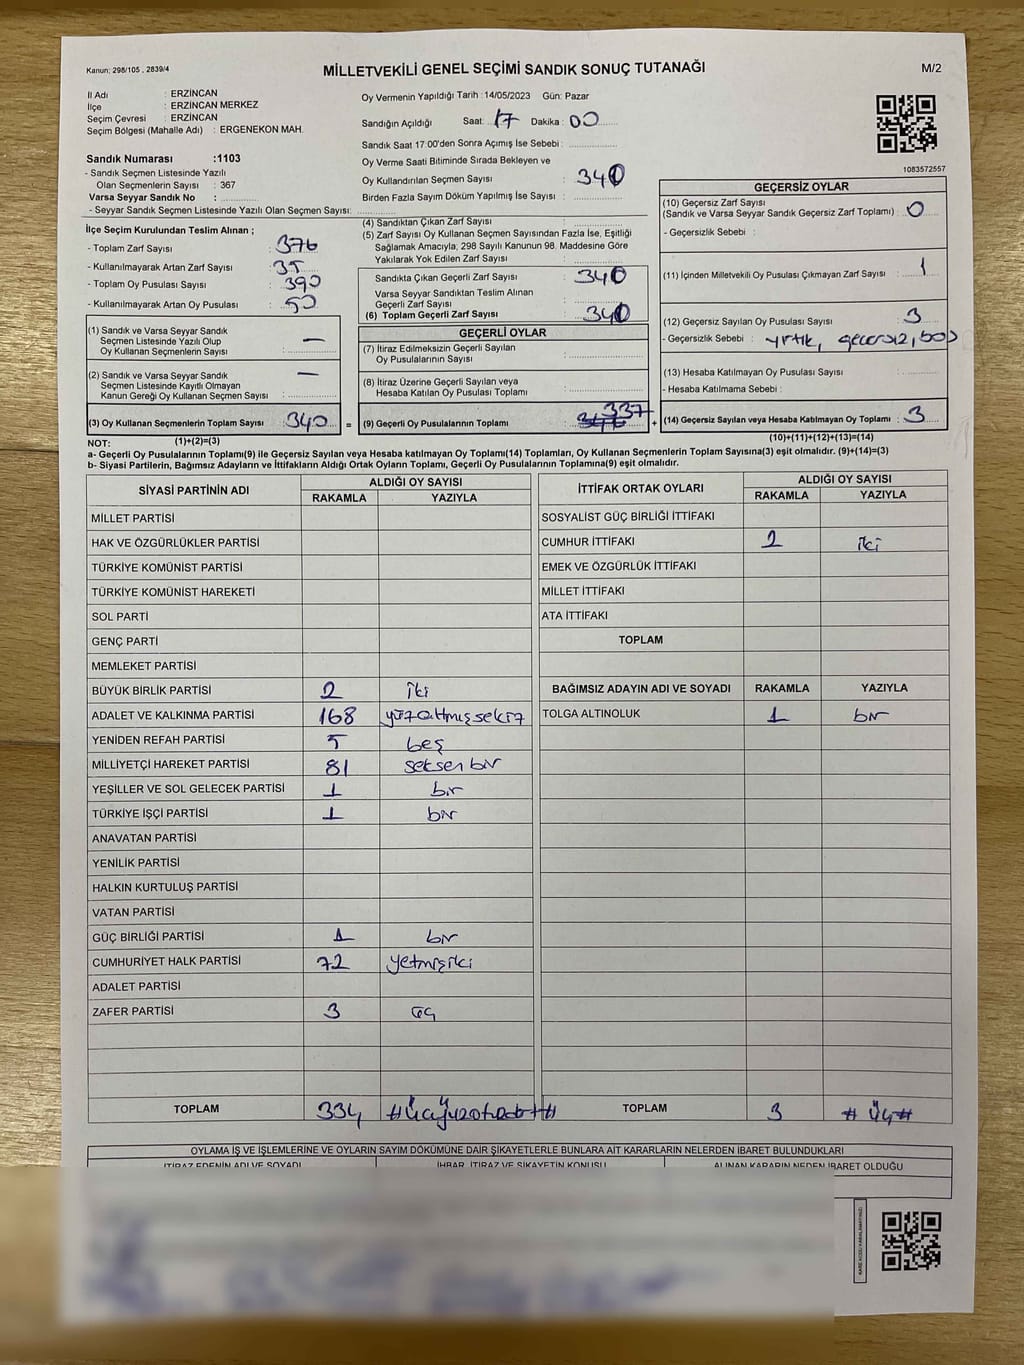 Kanun: 298/105 , 2839/4
MİLLETVEKİLİ GENEL SEÇİMİ SANDIK SONUÇ TUTANAĞI
M/2
İl Adı : ERZİNCAN
İlçe : ERZİNCAN MERKEZ
Seçim Çevresi : ERZİNCAN
Seçim Bölgesi (Mahalle Adı) : ERGENEKON MAH.
Sandık Numarası :1103
- Sandık Seçmen Listesinde Yazılı
Olan Seçmenlerin Sayısı : 367
Varsa Seyyar Sandık No :
- Seyyar Sandık Seçmen Listesinde Yazılı Olan Seçmen Sayısı:
Oy Vermenin Yapıldığı Tarih :14/05/2023 Gün: Pazar
Sandığın Açıldığı Saat: 17 Dakika: 00
Sandık Saat 17 00'den Sonra Açımış İse Sebebi :
Oy Verme Saati Bitiminde Sırada Bekleyen ve
Oy Kullandırılan Seçmen Sayısı : 340
Birden Fazla Sayım Döküm Yapılmış İse Sayısı :
1083572557
İlçe Seçim Kurulundan Teslim Alınan ;
- Toplam Zarf Sayısı : 376
- Kullanılmayarak Artan Zarf Sayısı : 35
- Toplam Oy Pusulası Sayısı : 390
- Kullanılmayarak Artan Oy Pusulası : 50
(1) Sandık ve Varsa Seyyar Sandık
Seçmen Listesinde Yazılı Olup
Oy Kullanan Seçmenlerin Sayısı : —
(2) Sandık ve Varsa Seyyar Sandık
Seçmen Listesinde Kayıtlı Olmayan
Kanun Gereği Oy Kullanan Seçmen Sayısı : —
(3) Oy Kullanan Seçmenlerin Toplam Sayısı : 340 =
(4) Sandıktan Çıkan Zarf Sayısı :
(5) Zarf Sayısı Oy Kullanan Seçmen Sayısından Fazla İse, Eşitliği
Sağlamak Amacıyla; 298 Sayılı Kanunun 98. Maddesine Göre
Yakılarak Yok Edilen Zarf Sayısı :
Sandıkta Çıkan Geçerli Zarf Sayısı : 340
Varsa Seyyar Sandıktan Teslim Alınan
Geçerli Zarf Sayısı :
(6) Toplam Geçerli Zarf Sayısı : 340
GEÇERLİ OYLAR
(7) İtiraz Edilmeksizin Geçerli Sayılan
Oy Pusulalarının Sayısı :
(8) İtiraz Üzerine Geçerli Sayılan veya
Hesaba Katılan Oy Pusulası Toplamı :
(9) Geçerli Oy Pusulalarının Toplamı : 337 +
GEÇERSİZ OYLAR
(10) Geçersiz Zarf Sayısı
(Sandık ve Varsa Seyyar Sandık Geçersiz Zarf Toplamı) : 0
- Geçersizlik Sebebi :
(11) İçinden Milletvekili Oy Pusulası Çıkmayan Zarf Sayısı : 1
(12) Geçersiz Sayılan Oy Pusulası Sayısı : 3
- Geçersizlik Sebebi : yırtık, geçersiz, boş
(13) Hesaba Katılmayan Oy Pusulası Sayısı :
- Hesaba Katılmama Sebebi :
(14) Geçersiz Sayılan veya Hesaba Katılmayan Oy Toplamı : 3
NOT: (1)+(2)=(3)
(10)+(11)+(12)+(13)=(14)
a- Geçerli Oy Pusulalarının Toplamı(9) ile Geçersiz Sayılan veya Hesaba katılmayan Oy Toplamı(14) Toplamları, Oy Kullanan Seçmenlerin Toplam Sayısına(3) eşit olmalıdır. (9)+(14)=(3)
b- Siyasi Partilerin, Bağımsız Adayların ve İttifakların Aldığı Ortak Oyların Toplamı, Geçerli Oy Pusulalarının Toplamına(9) eşit olmalıdır.
SİYASİ PARTİNİN ADI
ALDIĞI OY SAYISI
RAKAMLA YAZIYLA
MİLLET PARTİSİ
HAK VE ÖZGÜRLÜKLER PARTİSİ
TÜRKİYE KOMÜNİST PARTİSİ
TÜRKİYE KOMÜNİST HAREKETİ
SOL PARTİ
GENÇ PARTİ
MEMLEKET PARTİSİ
BÜYÜK BİRLİK PARTİSİ 2 iki
ADALET VE KALKINMA PARTİSİ 168 yüzaltmışsekiz
YENİDEN REFAH PARTİSİ 5 beş
MİLLİYETÇİ HAREKET PARTİSİ 81 seksen bir
YEŞİLLER VE SOL GELECEK PARTİSİ 1 bir
TÜRKİYE İŞÇİ PARTİSİ 1 bir
ANAVATAN PARTİSİ
YENİLİK PARTİSİ
HALKIN KURTULUŞ PARTİSİ
VATAN PARTİSİ
GÜÇ BİRLİĞİ PARTİSİ 1 bir
CUMHURİYET HALK PARTİSİ 72 yetmişiki
ADALET PARTİSİ
ZAFER PARTİSİ 3 üç
TOPLAM 334
İTTİFAK ORTAK OYLARI
ALDIĞI OY SAYISI
RAKAMLA YAZIYLA
SOSYALİST GÜÇ BİRLİĞİ İTTİFAKI
CUMHUR İTTİFAKI 2 iki
EMEK VE ÖZGÜRLÜK İTTİFAKI
MİLLET İTTİFAKI
ATA İTTİFAKI
TOPLAM
BAĞIMSIZ ADAYIN ADI VE SOYADI RAKAMLA YAZIYLA
TOLGA ALTINOLUK 1 bir
TOPLAM 3 # Üç #
OYLAMA İŞ VE İŞLEMLERİNE VE OYLARIN SAYIM DÖKÜMÜNE DAİR ŞİKAYETLERLE BUNLARA AİT KARARLARIN NELERDEN İBARET BULUNDUKLARI
İTİRAZ EDENİN ADI VE SOYADI İHBAR, İTİRAZ VE ŞİKAYETİN KONUSU ALINAN KARARIN NEDEN İBARET OLDUĞU